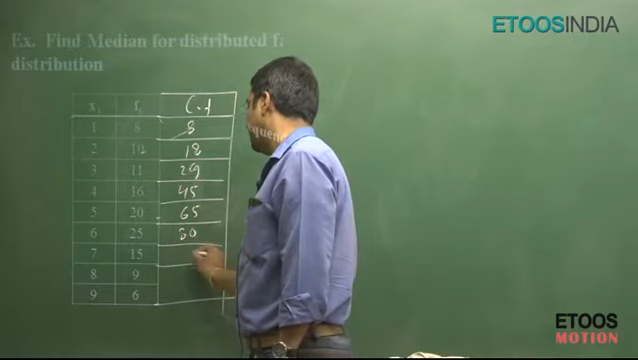 ETOOSINDIA
Ex. Find Median for distributed f
quenc
distribution
xi fi C.f
1 8 8
2 10 18
3 11 29
4 16 45
5 20 65
6 25 90
7 15
8 9
9 6
ETOOS
MOTION